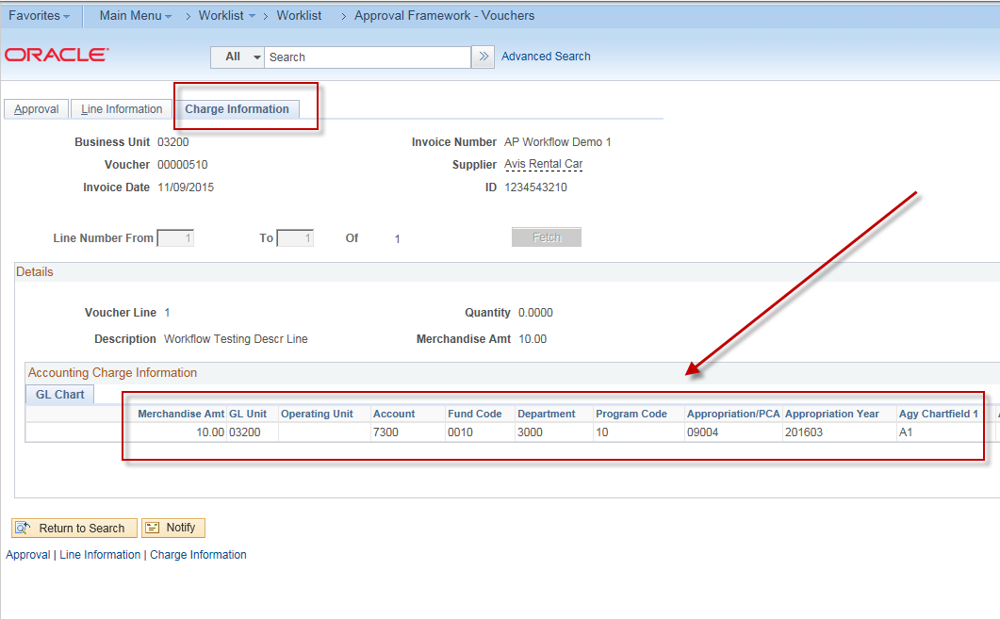 Favorites Main Menu > Worklist > Worklist > Approval Framework - Vouchers
ORACLE
All Search Advanced Search
Approval Line Information Charge Information
Business Unit 03200 Invoice Number AP Workflow Demo 1
Voucher 00000510 Supplier Avis Rental Car
Invoice Date 11/09/2015 ID 1234543210
Line Number From 1 To 1 Of 1 Fetch
Details
Voucher Line 1 Quantity 0.0000
Description Workflow Testing Descr Line Merchandise Amt 10.00
Accounting Charge Information
GL Chart
Merchandise Amt GL Unit Operating Unit Account Fund Code Department Program Code Appropriation/PCA Appropriation Year Agy Chartfield 1
10.00 03200 7300 0010 3000 10 09004 201603 A1
Return to Search Notify
Approval | Line Information | Charge Information